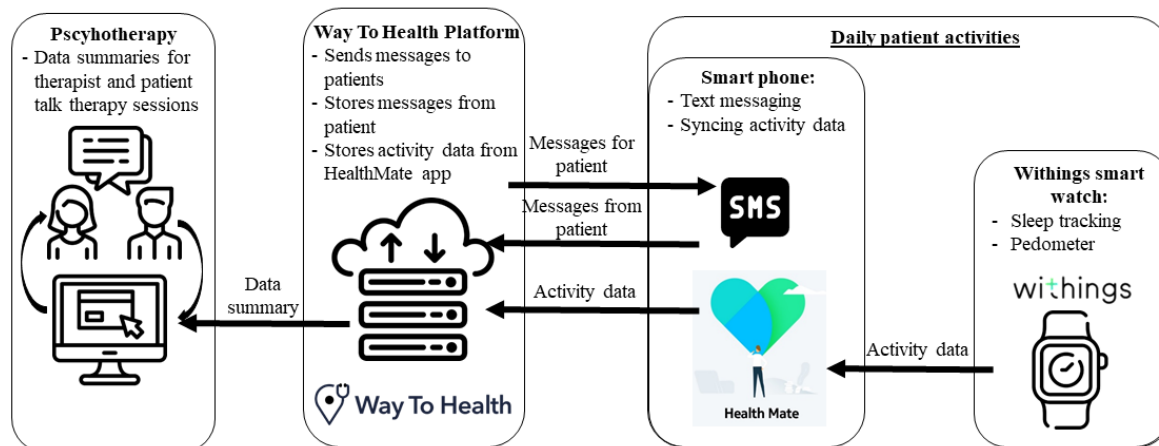 Pscyhotherapy
- Data summaries for
therapist and patient
talk therapy sessions
Data
summary
Way To Health Platform
- Sends messages to
patients
- Stores messages from
patient
- Stores activity data from
HealthMate app
Way To Health
Messages for
patient
Messages from
patient
Activity data
Daily patient activities
Smart phone:
- Text messaging
- Syncing activity data
SMS
Health Mate
Activity data
Withings smart
watch:
- Sleep tracking
- Pedometer
withings